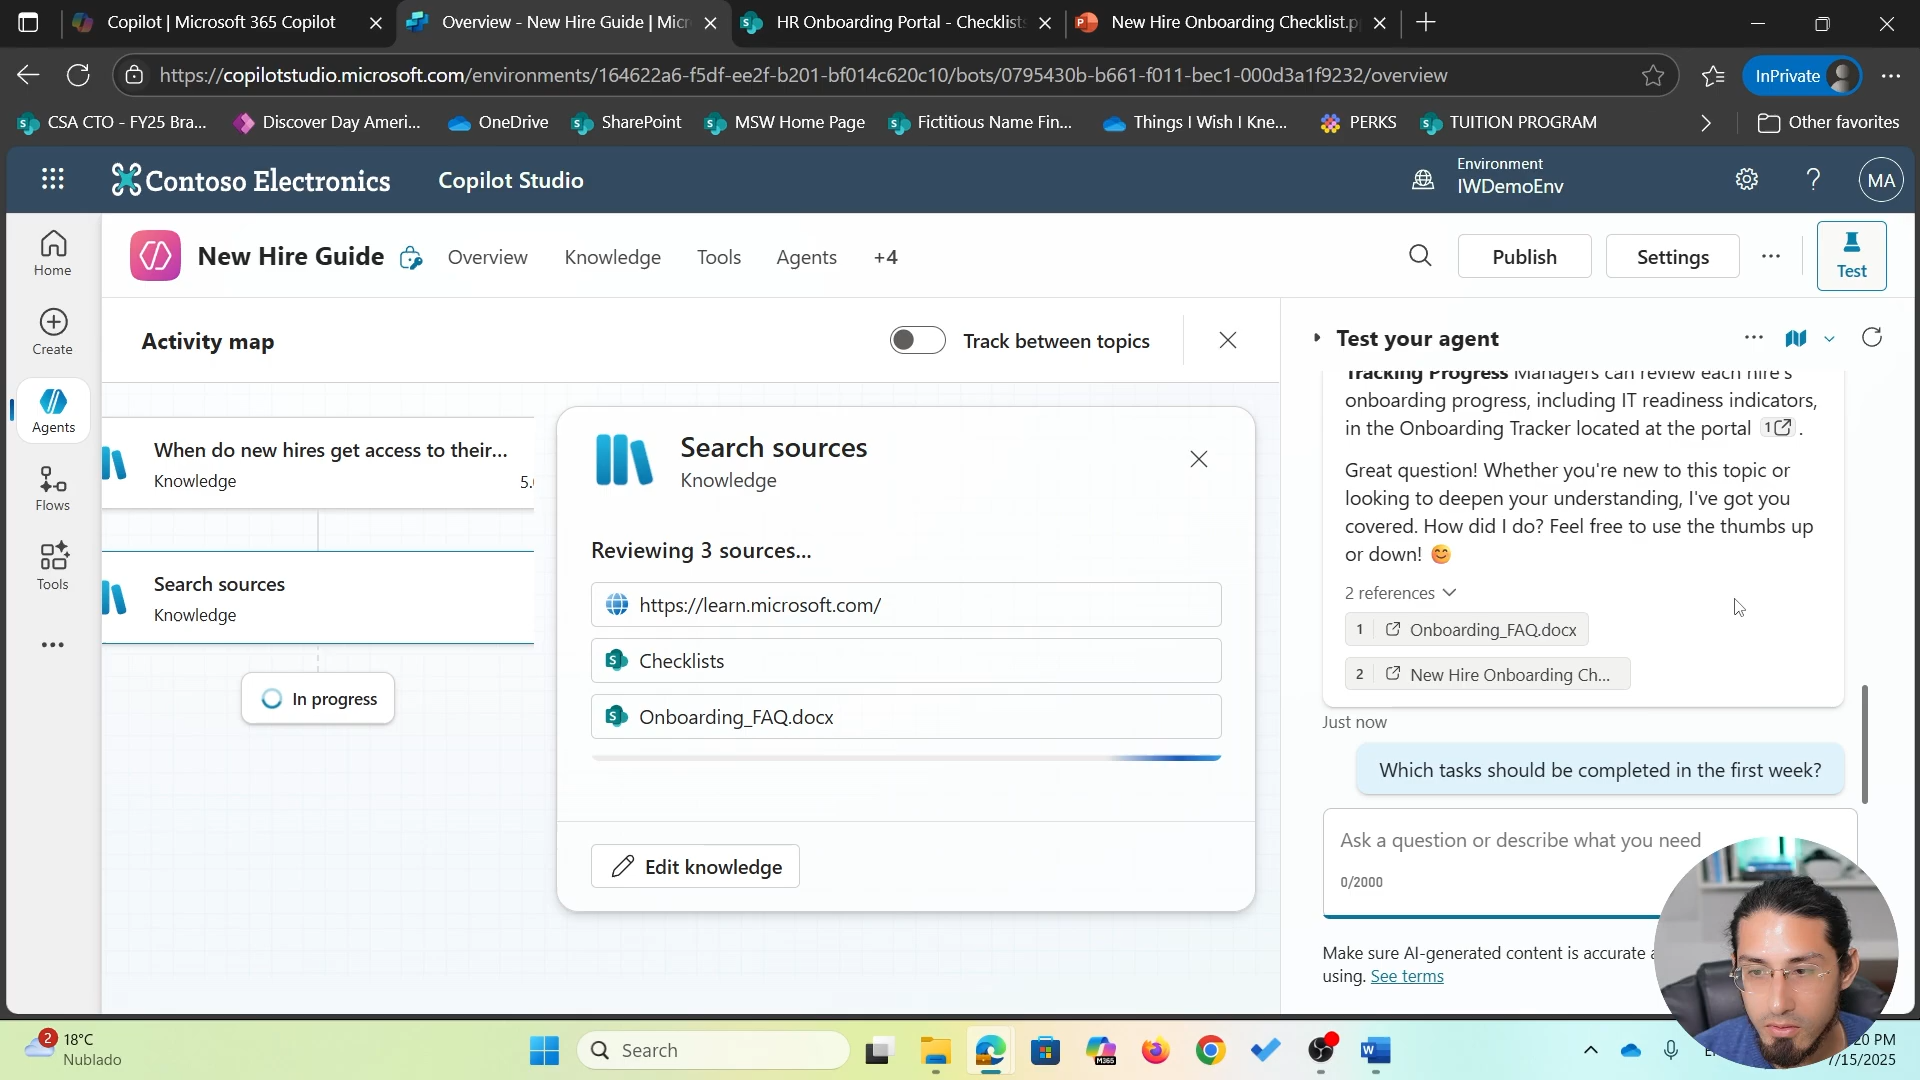 Copilot | Microsoft 365 Copilot
Overview - New Hire Guide | Micr
HR Onboarding Portal - Checklists
New Hire Onboarding Checklist.p
https://copilotstudio.microsoft.com/environments/164622a6-f5df-ee2f-b201-bf014c620c10/bots/0795430b-b661-f011-bec1-000d3a1f9232/overview
InPrivate
CSA CTO - FY25 Bra...
Discover Day Ameri...
OneDrive
SharePoint
MSW Home Page
Fictitious Name Fin...
Things I Wish I Kne...
PERKS
TUITION PROGRAM
Other favorites
Contoso Electronics
Copilot Studio
Environment
IWDemoEnv
MA
Home
Create
Agents
Flows
Tools
New Hire Guide
Overview
Knowledge
Tools
Agents
+4
Publish
Settings
Test
Activity map
Track between topics
When do new hires get access to their...
Knowledge
5.
Search sources
Knowledge
In progress
Search sources
Knowledge
Reviewing 3 sources...
https://learn.microsoft.com/
Checklists
Onboarding_FAQ.docx
Edit knowledge
Test your agent
Tracking Progress Managers can review each hire's
onboarding progress, including IT readiness indicators,
in the Onboarding Tracker located at the portal 1 .
Great question! Whether you're new to this topic or
looking to deepen your understanding, I've got you
covered. How did I do? Feel free to use the thumbs up
or down! 😊
2 references
1 Onboarding_FAQ.docx
2 New Hire Onboarding Ch...
Just now
Which tasks should be completed in the first week?
Ask a question or describe what you need
0/2000
Make sure AI-generated content is accurate
using. See terms
2
18°C
Nublado
Search
M365
20 PM
7/15/2025